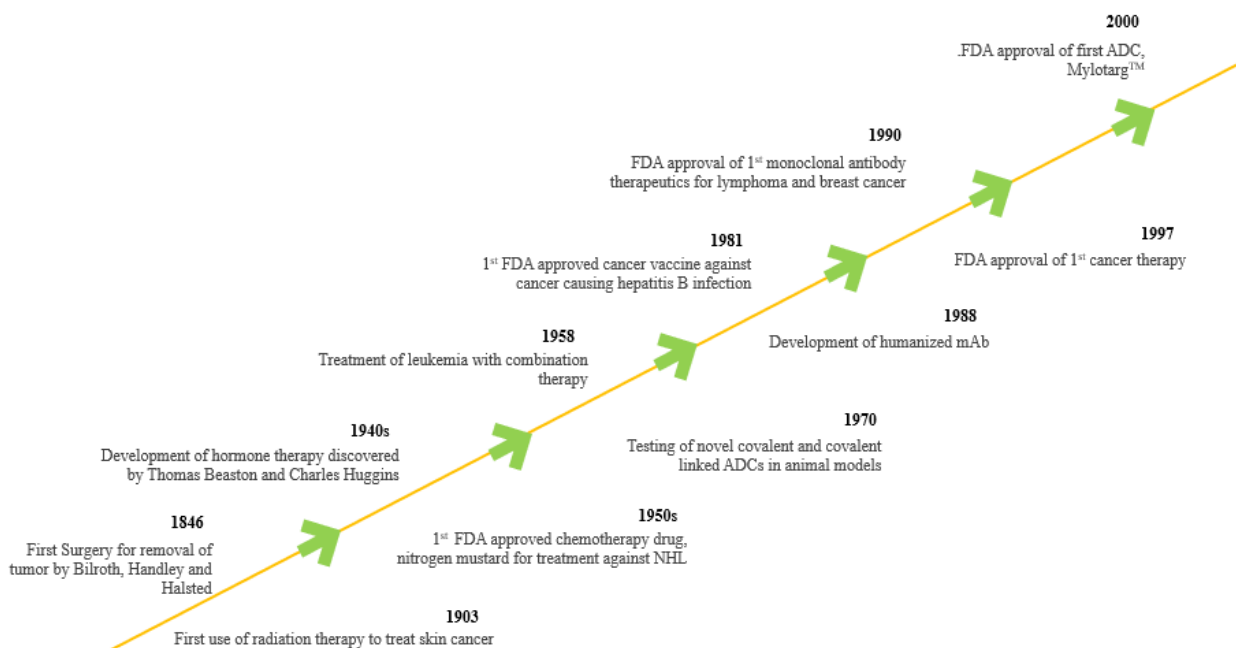 2000
.FDA approval of first ADC,
Mylotarg™
1990
FDA approval of 1st monoclonal antibody
therapeutics for lymphoma and breast cancer
1997
FDA approval of 1st cancer therapy
1981
1st FDA approved cancer vaccine against
cancer causing hepatitis B infection
1988
Development of humanized mAb
1958
Treatment of leukemia with combination
therapy
1970
Testing of novel covalent and covalent
linked ADCs in animal models
1940s
Development of hormone therapy discovered
by Thomas Beaston and Charles Huggins
1950s
1st FDA approved chemotherapy drug,
nitrogen mustard for treatment against NHL
1846
First Surgery for removal of
tumor by Bilroth, Handley and
Halsted
1903
First use of radiation therapy to treat skin cancer